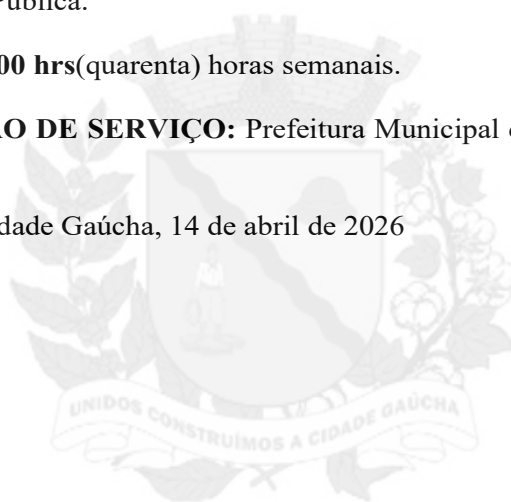 Pública.
00 hrs(quarenta) horas semanais.
ÃO DE SERVIÇO: Prefeitura Municipal
dade Gaúcha, 14 de abril de 2026
UNIDOS CONSTRUÍMOS A CIDADE GAÚCHA